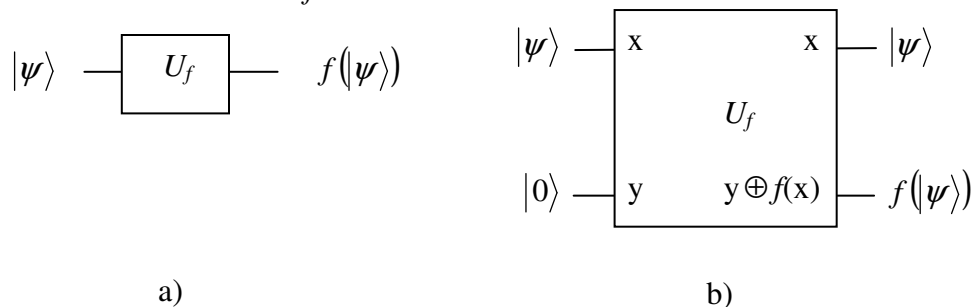 f
|ψ⟩ U_f f(|ψ⟩)
|ψ⟩ x x |ψ⟩
U_f
|0⟩ y y⊕f(x) f(|ψ⟩)
a) b)